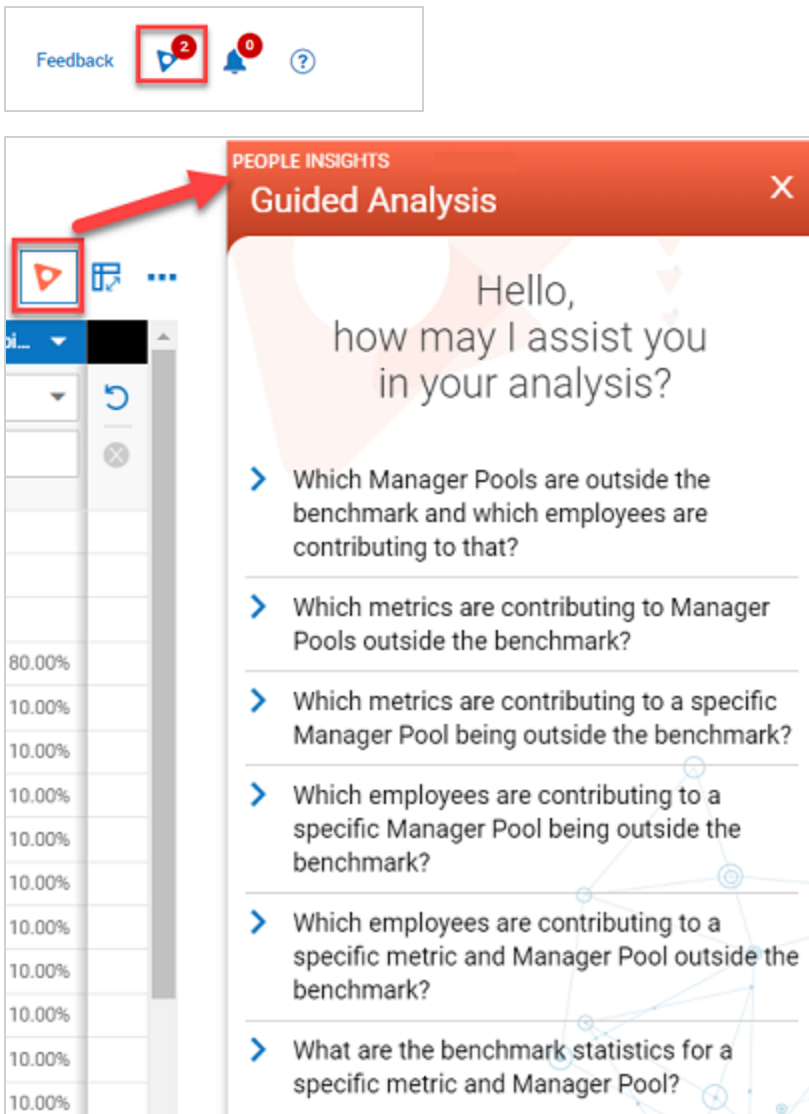 Feedback
2
0
?
PEOPLE INSIGHTS
Guided Analysis
X
Hello,
how may I assist you
in your analysis?
Which Manager Pools are outside the
benchmark and which employees are
contributing to that?
Which metrics are contributing to Manager
Pools outside the benchmark?
Which metrics are contributing to a specific
Manager Pool being outside the benchmark?
Which employees are contributing to a
specific Manager Pool being outside the
benchmark?
Which employees are contributing to a
specific metric and Manager Pool outside the
benchmark?
What are the benchmark statistics for a
specific metric and Manager Pool?
80.00%
10.00%
10.00%
10.00%
10.00%
10.00%
10.00%
10.00%
10.00%
10.00%
10.00%